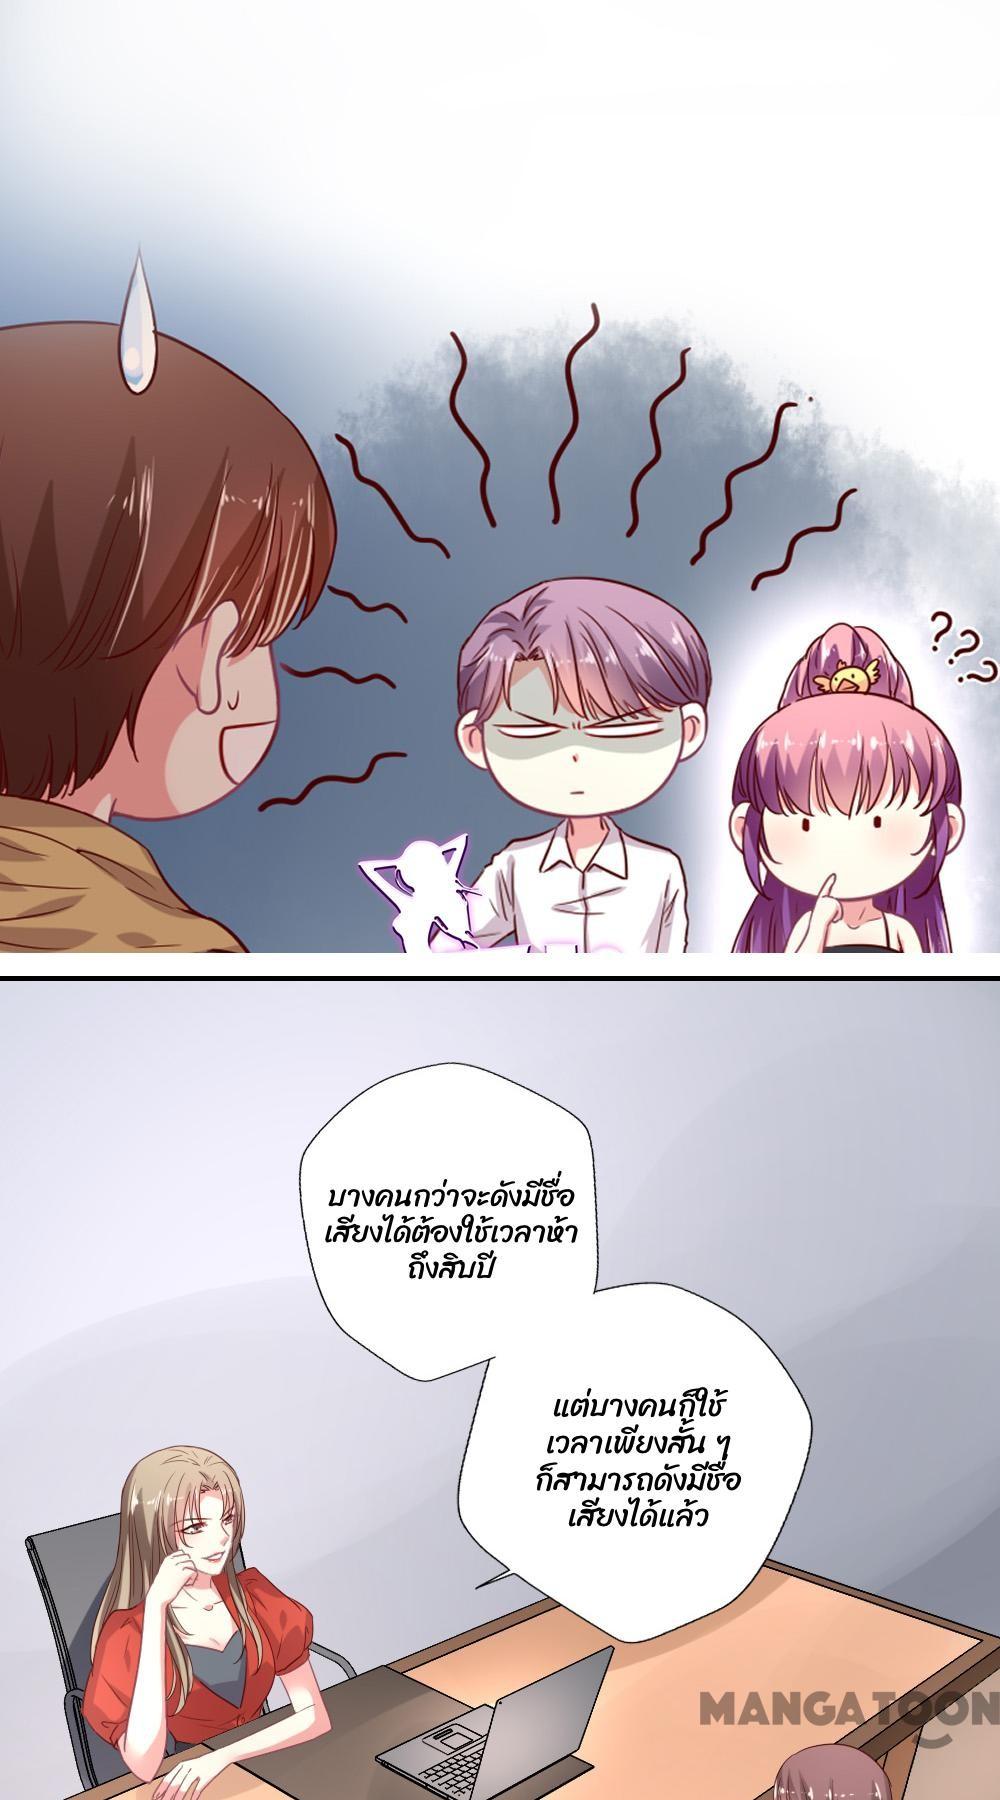 ???
บางคนกว่าจะดังมีชื่อ
เสียงได้ต้องใช้เวลาห้า
ถึงสิบปี
แต่บางคนก็ใช้
เวลาเพียงสั้น ๆ
ก็สามารถดังมีชื่อ
เสียงได้แล้ว
MANGATOON